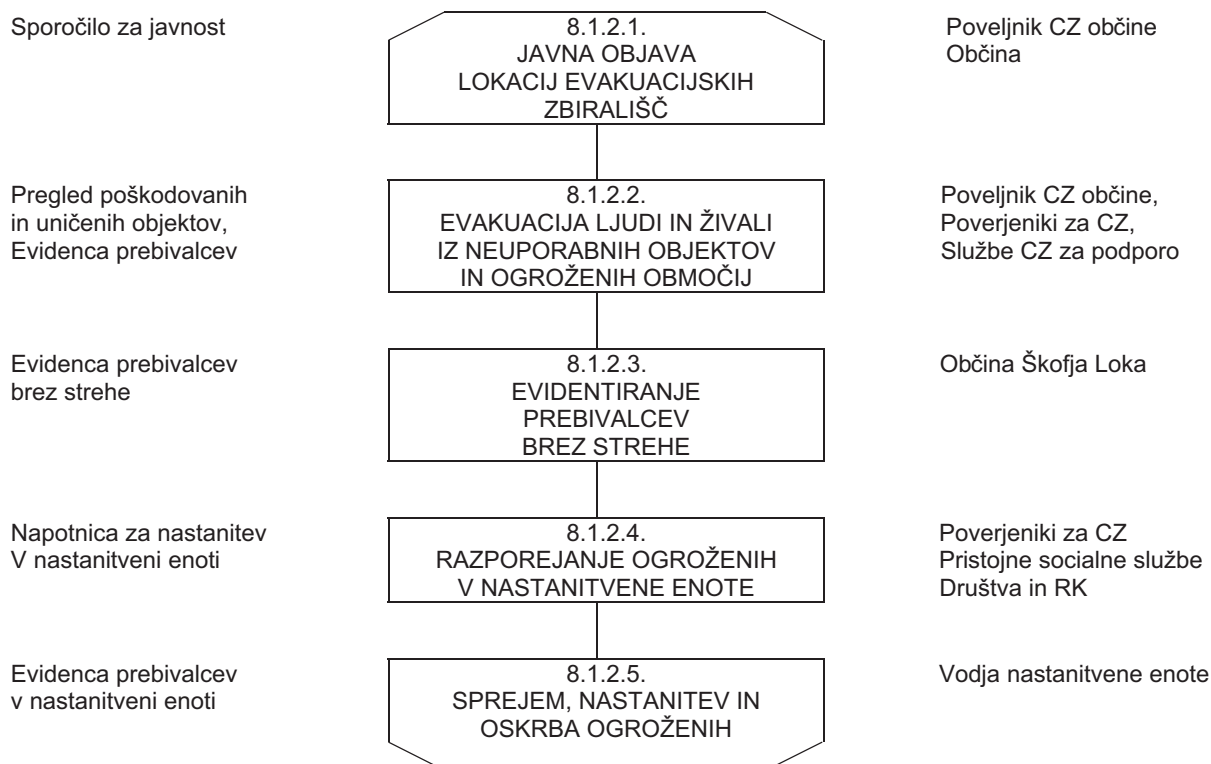 Sporočilo za javnost
8.1.2.1.
JAVNA OBJAVA
LOKACIJ EVAKUACIJSKIH
ZBIRALIŠČ
Poveljnik CZ občine
Občina
Pregled poškodovanih
in uničenih objektov,
Evidenca prebivalcev
8.1.2.2.
EVAKUACIJA LJUDI IN ŽIVALI
IZ NEUPORABNIH OBJEKTOV
IN OGROŽENIH OBMOČIJ
Poveljnik CZ občine,
Poverjeniki za CZ,
Službe CZ za podporo
Evidenca prebivalcev
brez strehe
8.1.2.3.
EVIDENTIRANJE
PREBIVALCEV
BREZ STREHE
Občina Škofja Loka
Napotnica za nastanitev
V nastanitveni enoti
8.1.2.4.
RAZPOREJANJE OGROŽENIH
V NASTANITVENE ENOTE
Poverjeniki za CZ
Pristojne socialne službe
Društva in RK
Evidenca prebivalcev
v nastanitveni enoti
8.1.2.5.
SPREJEM, NASTANITEV IN
OSKRBA OGROŽENIH
Vodja nastanitvene enote